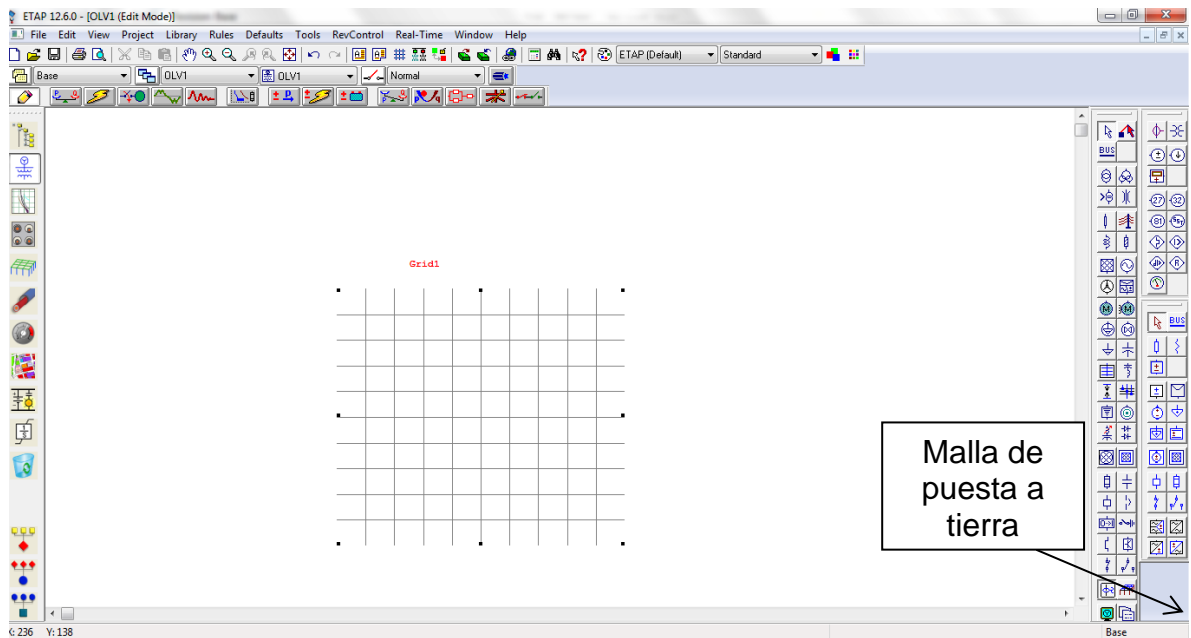 ETAP 12.6.0 - [OLV1 (Edit Mode)]
File Edit View Project Library Rules Defaults Tools RevControl Real-Time Window Help
ETAP (Default) Standard
Base OLV1 OLV1 Normal
BUS
BUS
Grid1
Malla de
puesta a
tierra
X: 236 Y: 138 Base